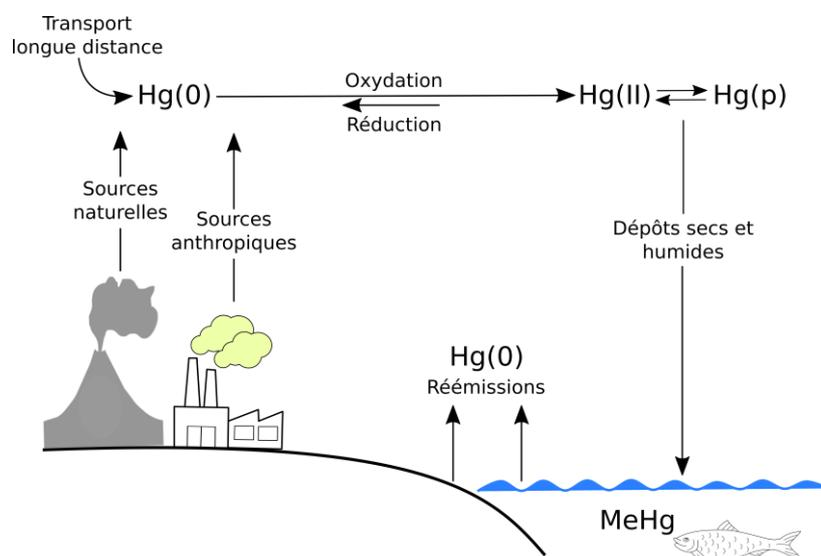 Transport
longue distance
Hg(0)
Oxydation
Réduction
Hg(II)
Hg(p)
Sources
naturelles
Sources
anthropiques
Dépôts secs et
humides
Hg(0)
Réémissions
MeHg